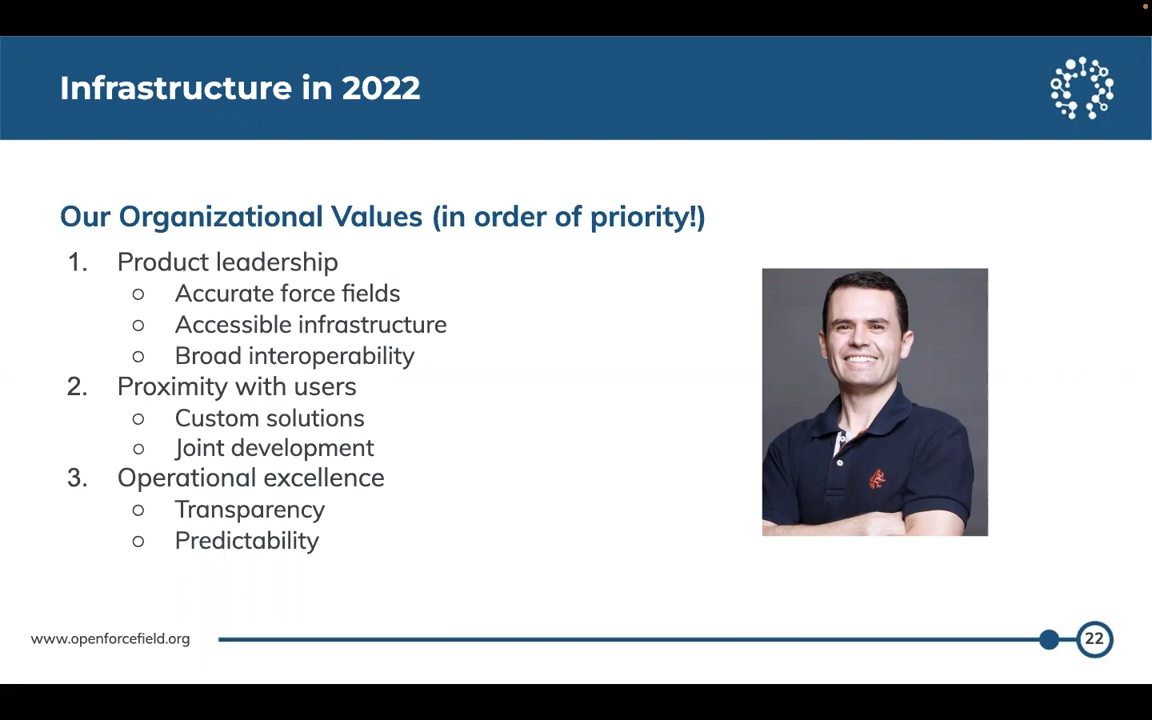 Infrastructure in 2022
Our Organizational Values (in order of priority!)
1. Product leadership
○ Accurate force fields
○ Accessible infrastructure
○ Broad interoperability
2. Proximity with users
○ Custom solutions
○ Joint development
3. Operational excellence
○ Transparency
○ Predictability
www.openforcefield.org
22